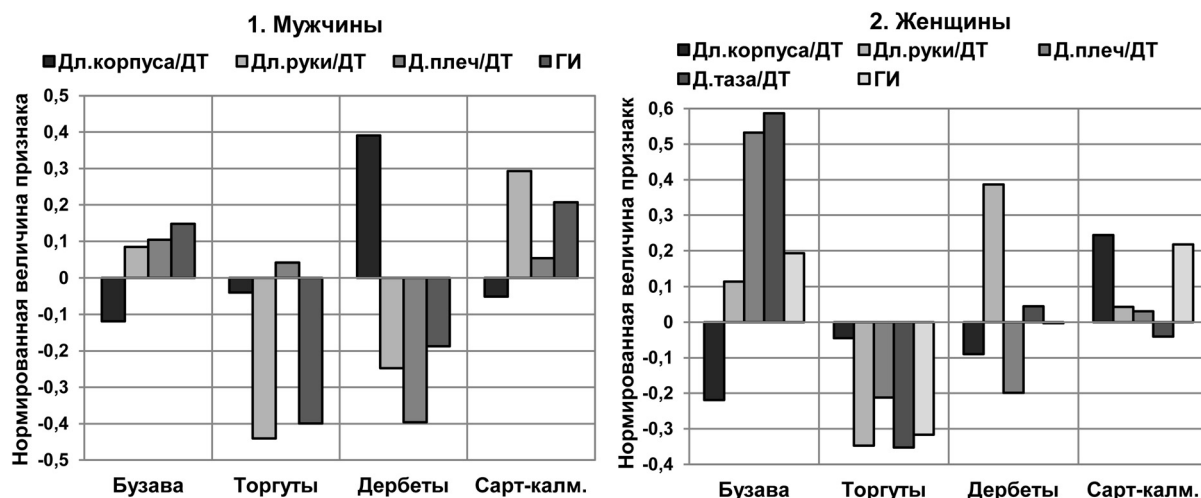 1. Мужчины
Дл.корпуса/ДТ Дл.руки/ДТ Д.плеч/ДТ ГИ
Нормированная величина признака
0,5
0,4
0,3
0,2
0,1
0
-0,1
-0,2
-0,3
-0,4
-0,5
Бузава Торгуты Дербеты Сарт-калм.
2. Женщины
Дл.корпуса/ДТ Дл.руки/ДТ Д.плеч/ДТ
Д.таза/ДТ ГИ
Нормированная величина признакк
0,6
0,5
0,4
0,3
0,2
0,1
0
-0,1
-0,2
-0,3
-0,4
Бузава Торгуты Дербеты Сарт-калм.